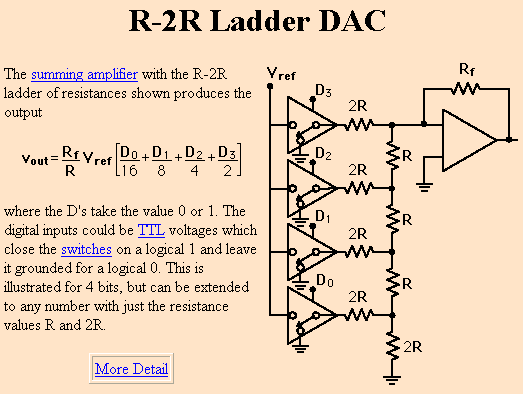 R-2R Ladder DAC
The summing amplifier with the R-2R
ladder of resistances shown produces the
output
Vout = Rf/R Vref [D0/16 + D1/8 + D2/4 + D3/2]
where the D's take the value 0 or 1. The
digital inputs could be TTL voltages which
close the switches on a logical 1 and leave
it grounded for a logical 0. This is
illustrated for 4 bits, but can be extended
to any number with just the resistance
values R and 2R.
More Detail
Vref
D3
2R
Rf
D2
2R
R
D1
2R
R
D0
2R
R
2R